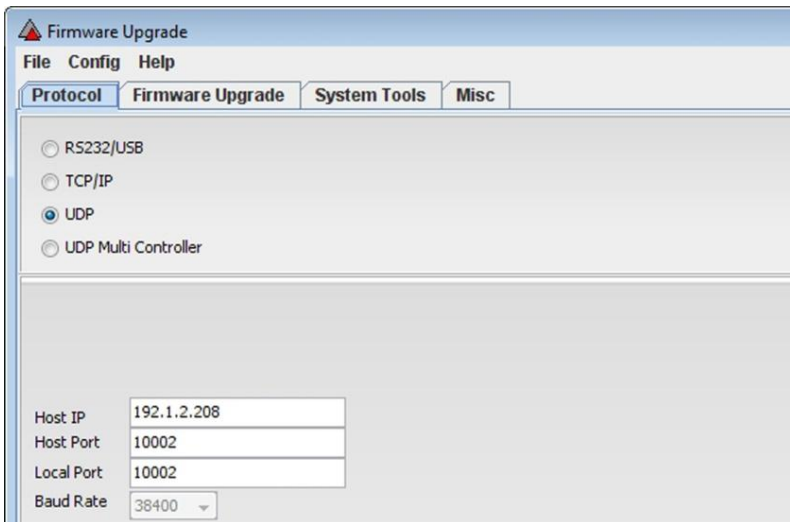 Firmware Upgrade
File Config Help
Protocol Firmware Upgrade System Tools Misc
RS232/USB
TCP/IP
UDP
UDP Multi Controller
Host IP 192.1.2.208
Host Port 10002
Local Port 10002
Baud Rate 38400